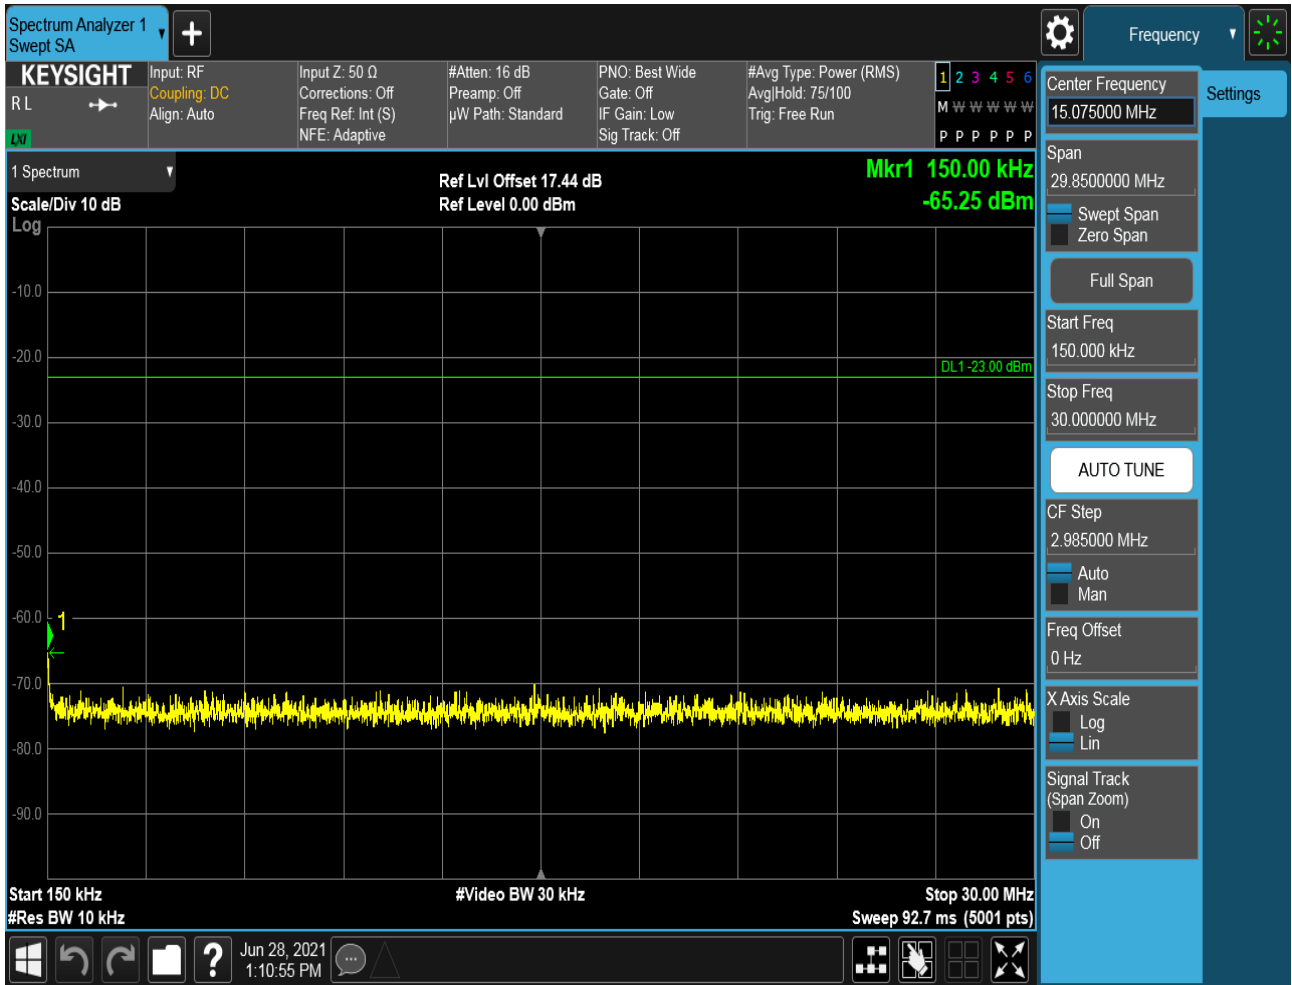 Spectrum Analyzer 1
Swept SA
Frequency
KEYSIGHT
R L
LXI
Input: RF
Coupling: DC
Align: Auto
Input Z: 50 Ω
Corrections: Off
Freq Ref: Int (S)
NFE: Adaptive
#Atten: 16 dB
Preamp: Off
µW Path: Standard
PNO: Best Wide
Gate: Off
IF Gain: Low
Sig Track: Off
#Avg Type: Power (RMS)
Avg|Hold: 75/100
Trig: Free Run
1 2 3 4 5 6
M W W W W W
P P P P P P
Center Frequency
15.075000 MHz
Settings
Span
29.8500000 MHz
Swept Span
Zero Span
Full Span
Start Freq
150.000 kHz
Stop Freq
30.000000 MHz
AUTO TUNE
CF Step
2.985000 MHz
Auto
Man
Freq Offset
0 Hz
X Axis Scale
Log
Lin
Signal Track
(Span Zoom)
On
Off
1 Spectrum
Scale/Div 10 dB
Log
Ref Lvl Offset 17.44 dB
Ref Level 0.00 dBm
Mkr1 150.00 kHz
-65.25 dBm
-10.0
-20.0
DL1 -23.00 dBm
-30.0
-40.0
-50.0
-60.0
1
-70.0
-80.0
-90.0
Start 150 kHz
#Video BW 30 kHz
Stop 30.00 MHz
#Res BW 10 kHz
Sweep 92.7 ms (5001 pts)
?
Jun 28, 2021
1:10:55 PM